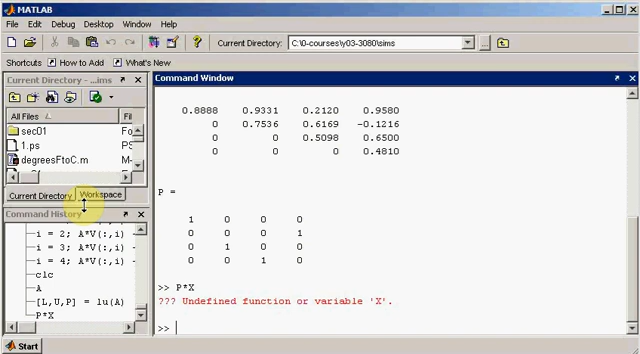 MATLAB
File Edit Debug Desktop Window Help
Current Directory: C:\0-courses\y03-3080\sims
Shortcuts How to Add What's New
Current Directory - ...ims
All Files Fi
sec01 Fo
1.ps PS
degreesFtoC.m M-
Current Directory Workspace
Command History
i = 2; A*V(:,i) -
i = 3; A*V(:,i) -
i = 4; A*V(:,i) -
clc
A
[L,U,P] = lu(A)
P*X
Command Window
0.8888 0.9331 0.2120 0.9580
0 0.7536 0.6169 -0.1216
0 0 0.5098 0.6500
0 0 0 0.4810
P =
1 0 0 0
0 0 0 1
0 1 0 0
0 0 1 0
>> P*X
??? Undefined function or variable 'X'.
>>
Start